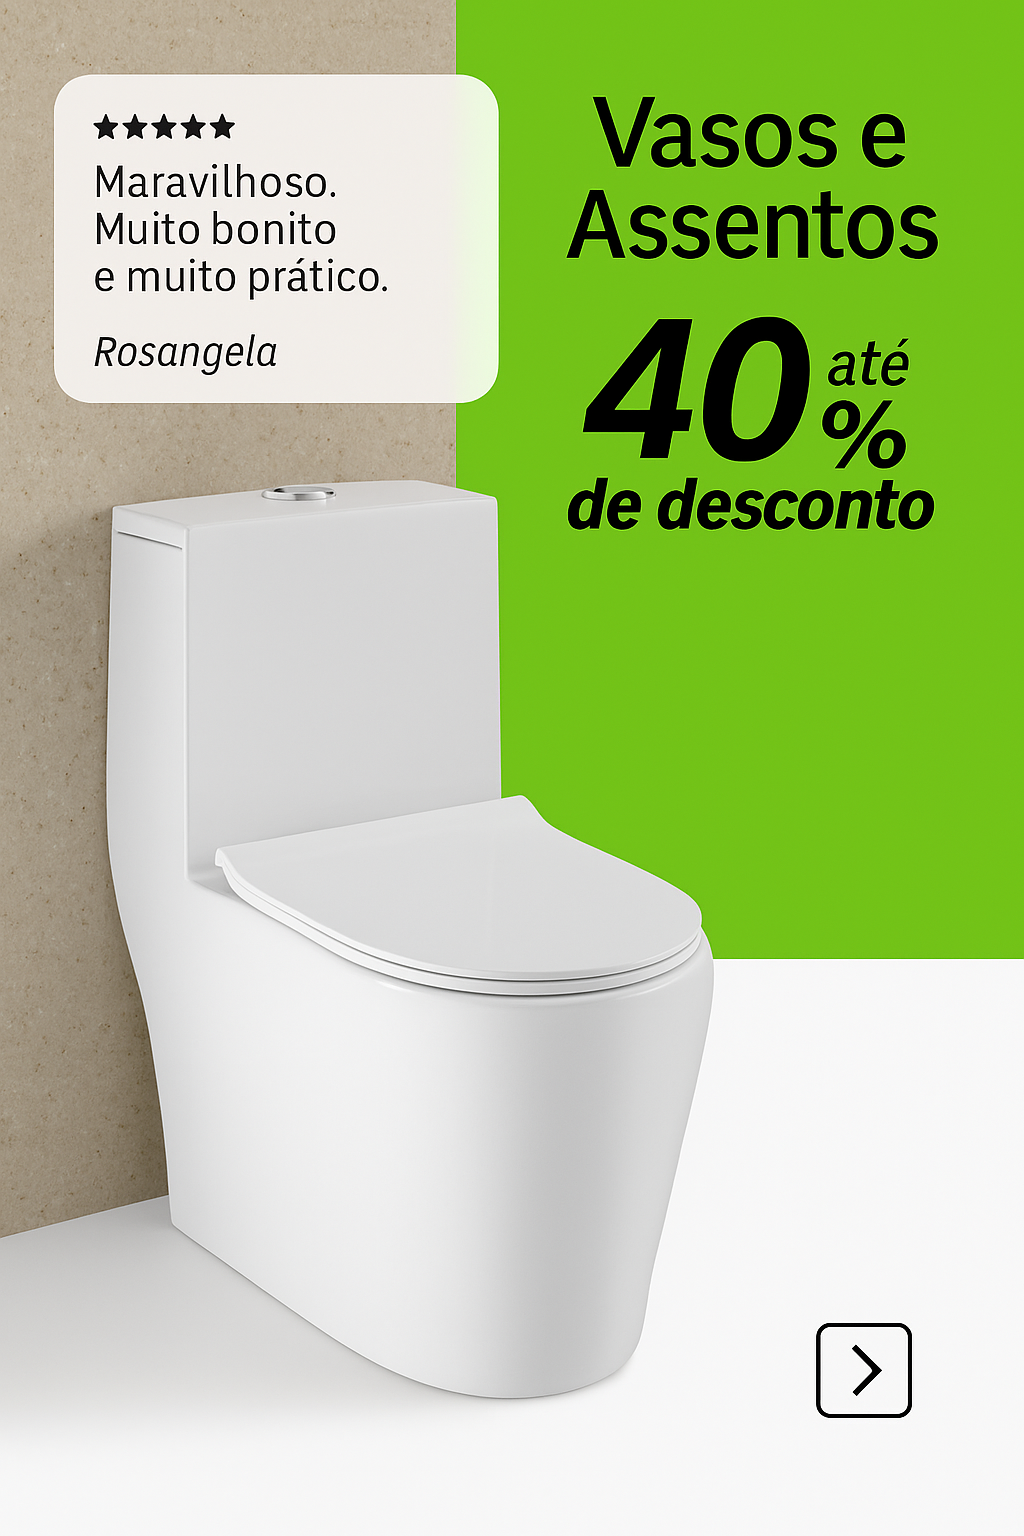 ★★★★★
Maravilhoso.
Muito bonito
e muito prático.
Rosangela
Vasos e
Assentos
até
40%
de desconto